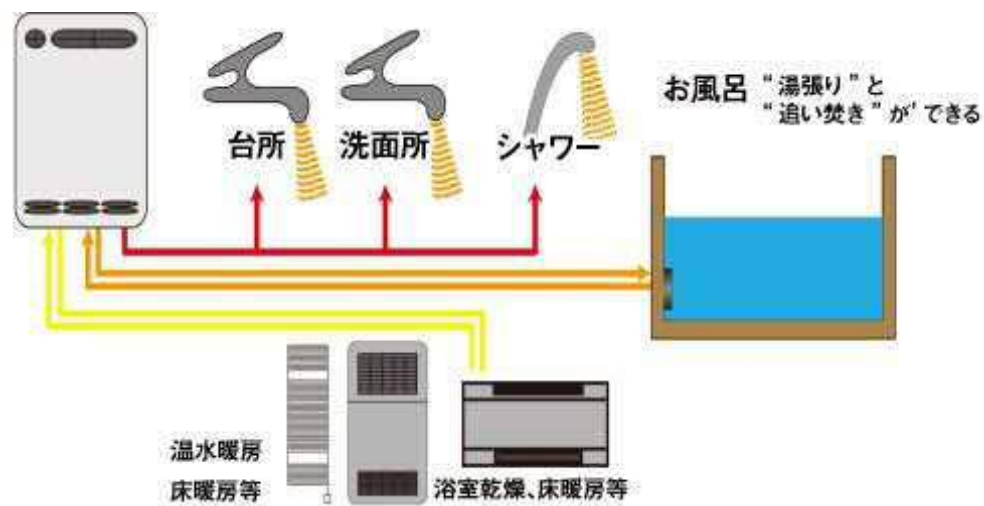 お風呂 “湯張り”と
“追い焚き”ができる
台所
洗面所
シャワー
温水暖房
床暖房等
浴室乾燥、床暖房等